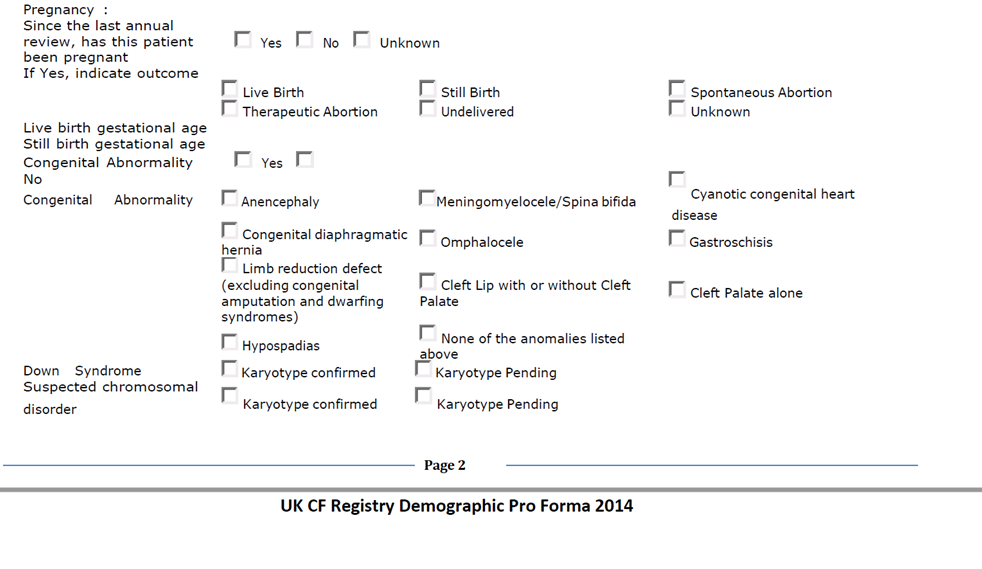 Pregnancy :
Since the last annual
review, has this patient
been pregnant
Yes No Unknown
If Yes, indicate outcome
Live Birth Still Birth Spontaneous Abortion
Therapeutic Abortion Undelivered Unknown
Live birth gestational age
Still birth gestational age
Congenital Abnormality Yes
No
Congenital Abnormality Anencephaly Meningomyelocele/Spina bifida Cyanotic congenital heart
disease
Congenital diaphragmatic
hernia
Omphalocele Gastroschisis
Limb reduction defect
(excluding congenital
amputation and dwarfing
syndromes)
Cleft Lip with or without Cleft
Palate
Cleft Palate alone
Hypospadias
None of the anomalies listed
above
Down Syndrome Karyotype confirmed Karyotype Pending
Suspected chromosomal
disorder
Karyotype confirmed Karyotype Pending
Page 2
UK CF Registry Demographic Pro Forma 2014